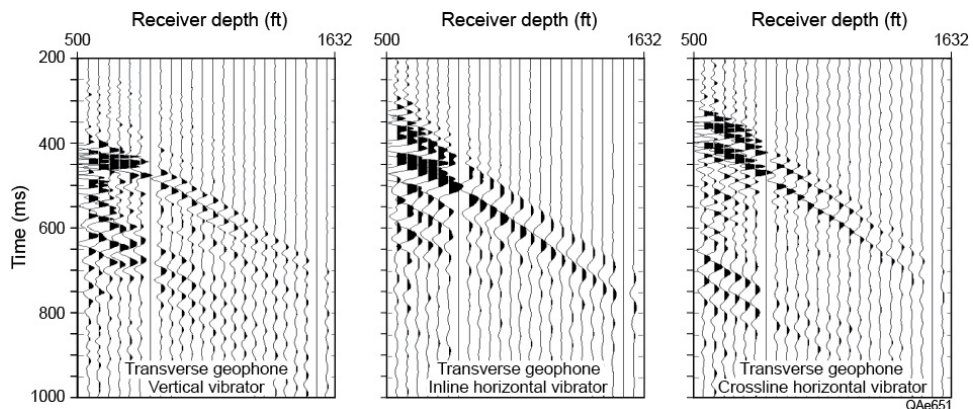 Receiver depth (ft)
500 1632
Receiver depth (ft)
500 1632
Receiver depth (ft)
500 1632
Time (ms)
200
400
600
800
1000
Transverse geophone
Vertical vibrator
Transverse geophone
Inline horizontal vibrator
Transverse geophone
Crossline horizontal vibrator
QAe651